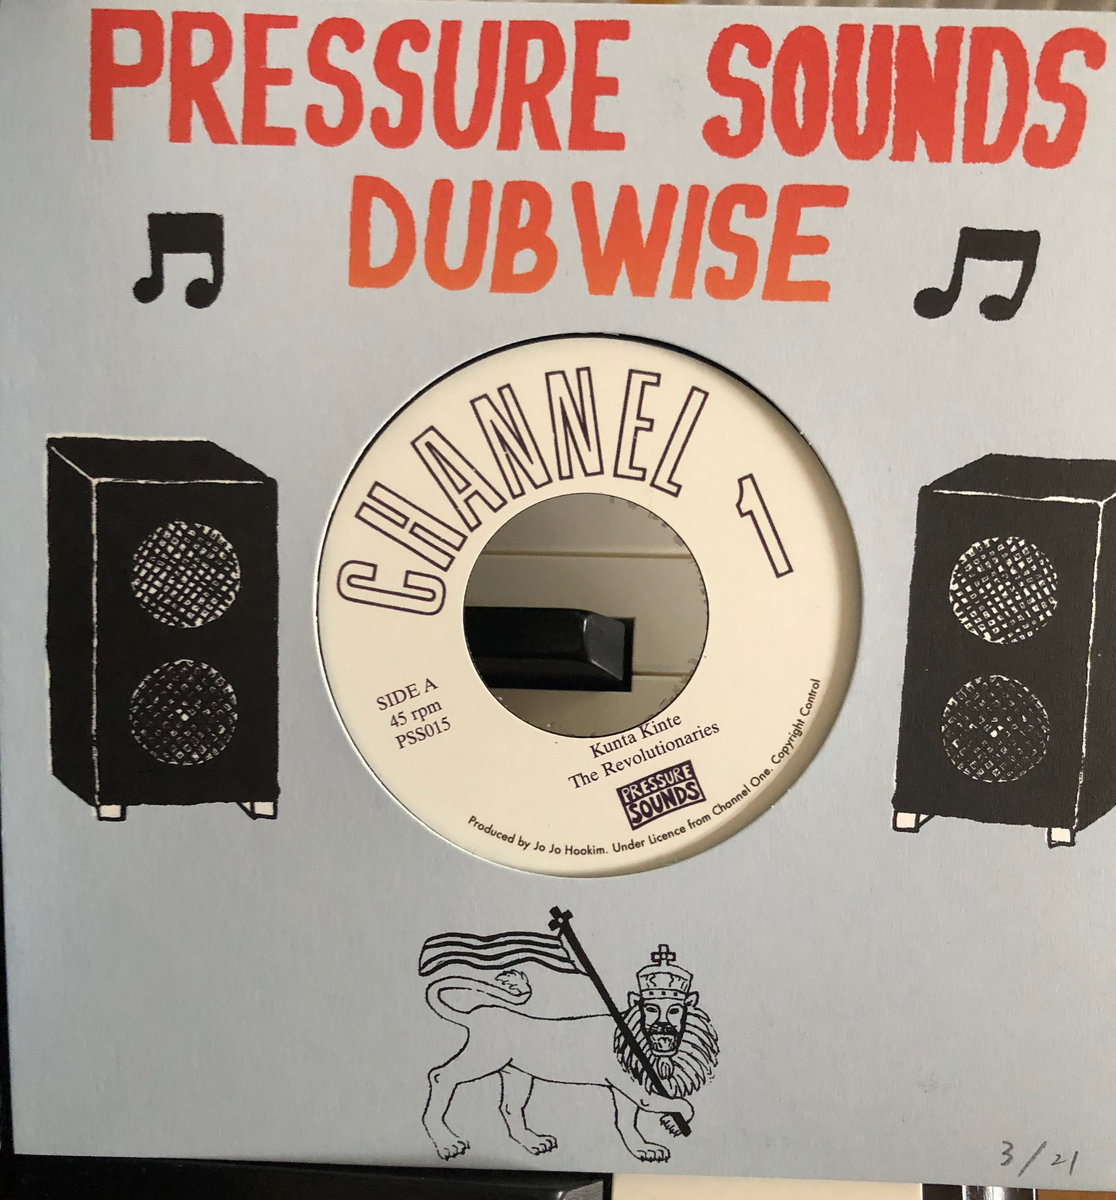 PRESSURE SOUNDS
DUBWISE
CHANNEL 1
SIDE A
45 rpm
PSS015
Kunta Kinte
The Revolutionaries
PRESSURE
SOUNDS
Produced by Jo Jo Hookim. Under Licence from Channel One. Copyright Control
3/21